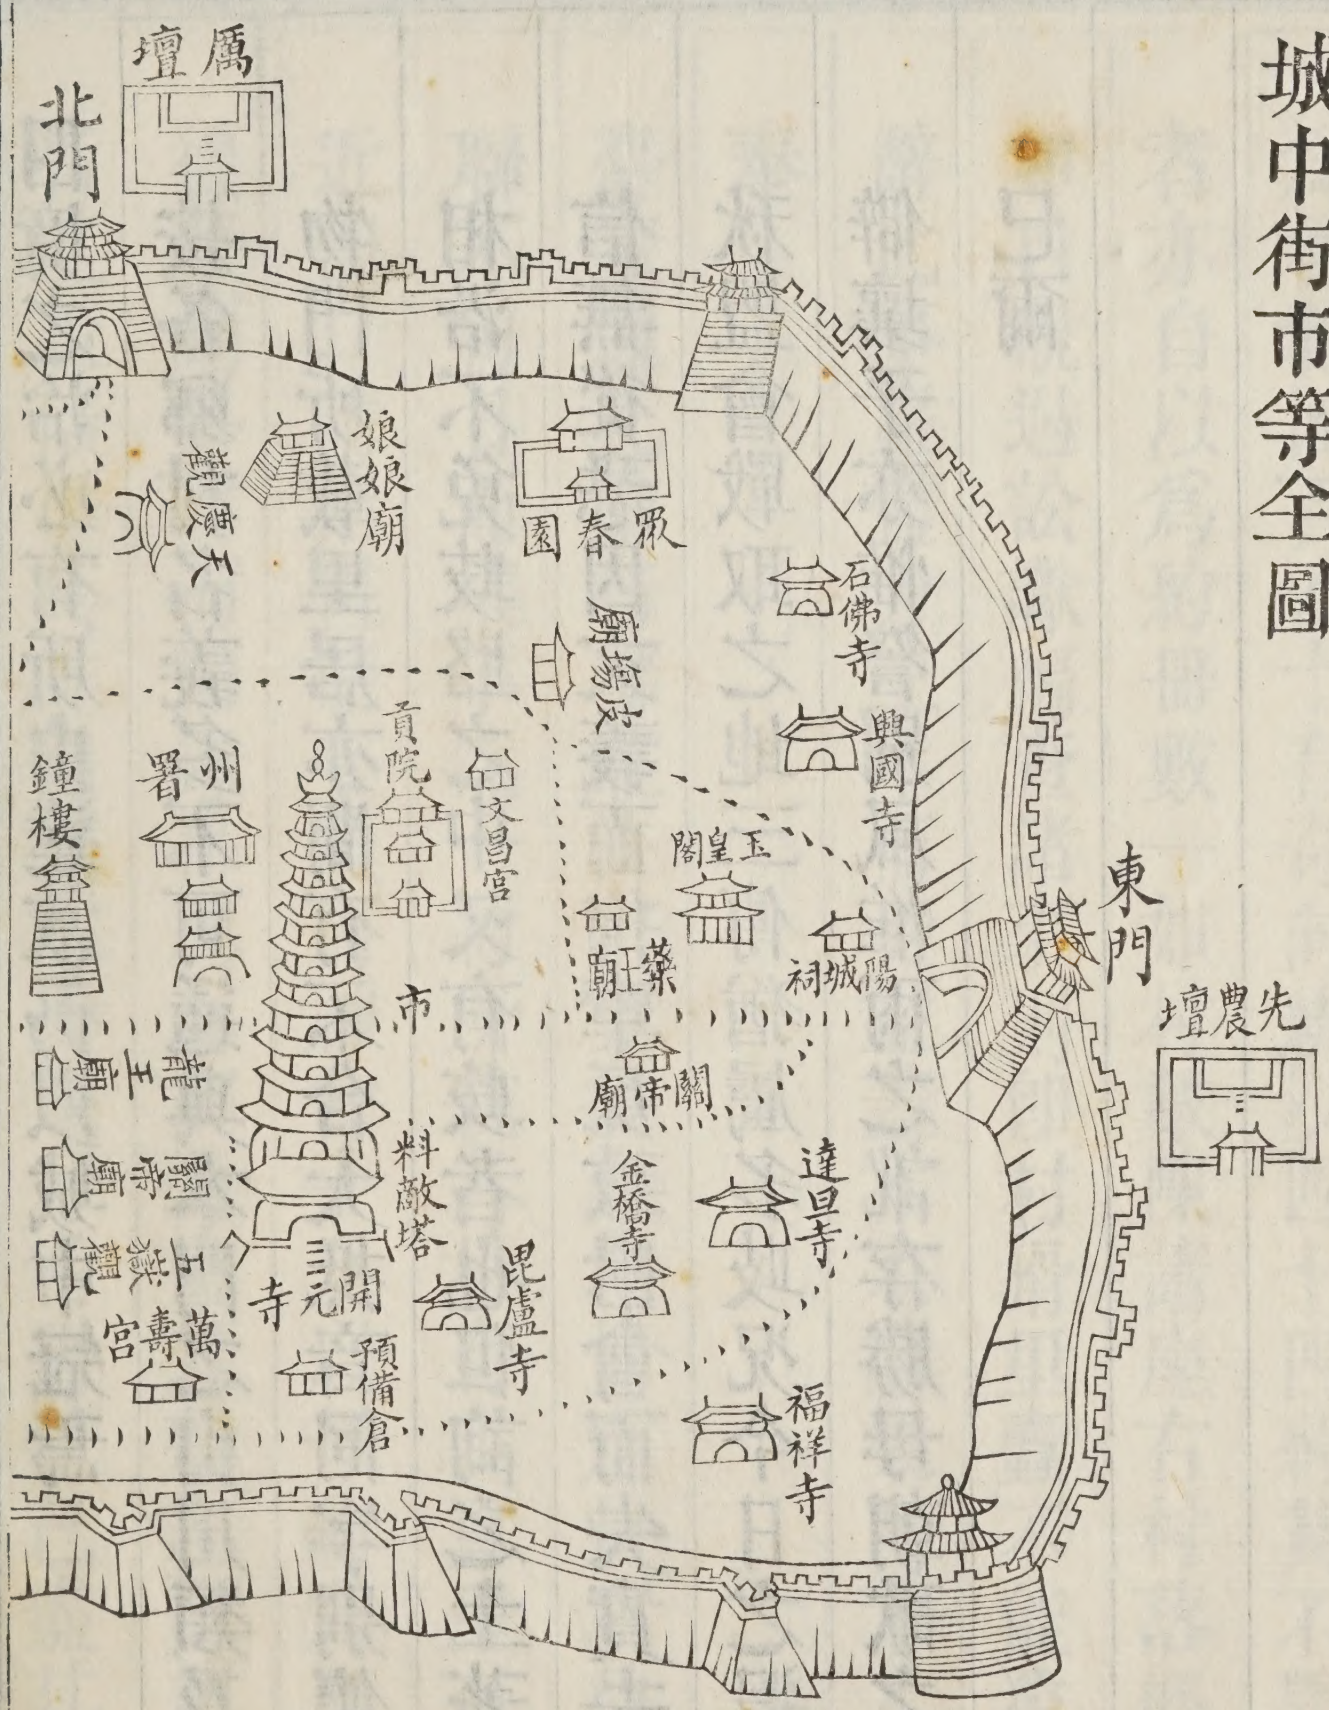 城中街市等全圖
厲壇
北門
眾春園
娘娘廟
天慶觀
石佛寺
皮塲廟
興國寺
貢院
文昌宮
州署
鐘樓
玉皇閣
東門
陽城祠
藥王廟
先農壇
市
關帝廟
龍王廟
料敵塔
達旦寺
金橋寺
關帝廟
五嶽觀
毘盧寺
開元寺
萬壽宮
預備倉
福祥寺